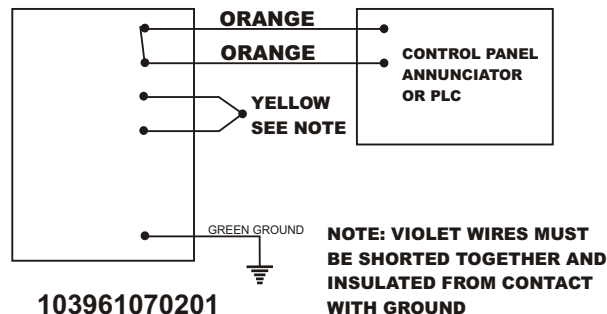 ORANGE
ORANGE
CONTROL PANEL
ANNUNCIATOR
OR PLC
YELLOW
SEE NOTE
GREEN GROUND
NOTE: VIOLET WIRES MUST
BE SHORTED TOGETHER AND
INSULATED FROM CONTACT
WITH GROUND
103961070201